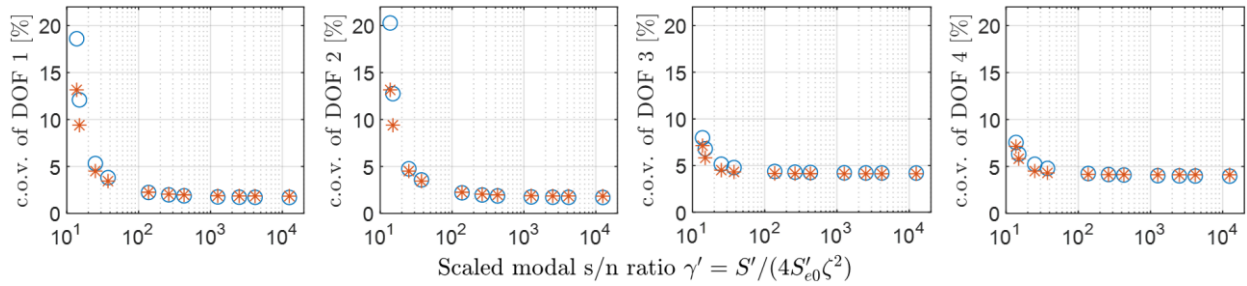 c.o.v. of DOF 1 [%]
20
15
10
5
0
10^1 10^2 10^3 10^4
c.o.v. of DOF 2 [%]
20
15
10
5
0
10^1 10^2 10^3 10^4
c.o.v. of DOF 3 [%]
20
15
10
5
0
10^1 10^2 10^3 10^4
c.o.v. of DOF 4 [%]
20
15
10
5
0
10^1 10^2 10^3 10^4
Scaled modal s/n ratio γ′ = S′/(4S′_{e0}ζ²)